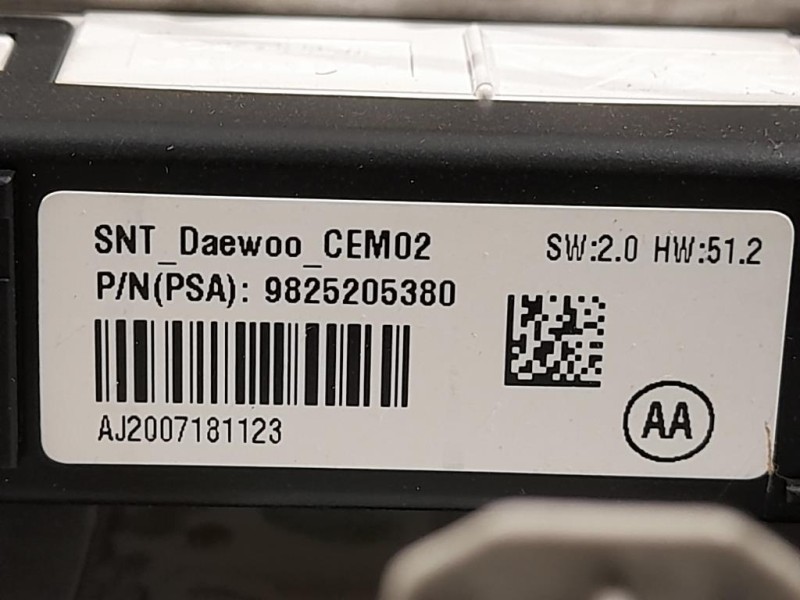 SNT_Daewoo_CEM02 SW:2.0 HW:51.2
P/N(PSA): 9825205380
AJ2007181123
AA